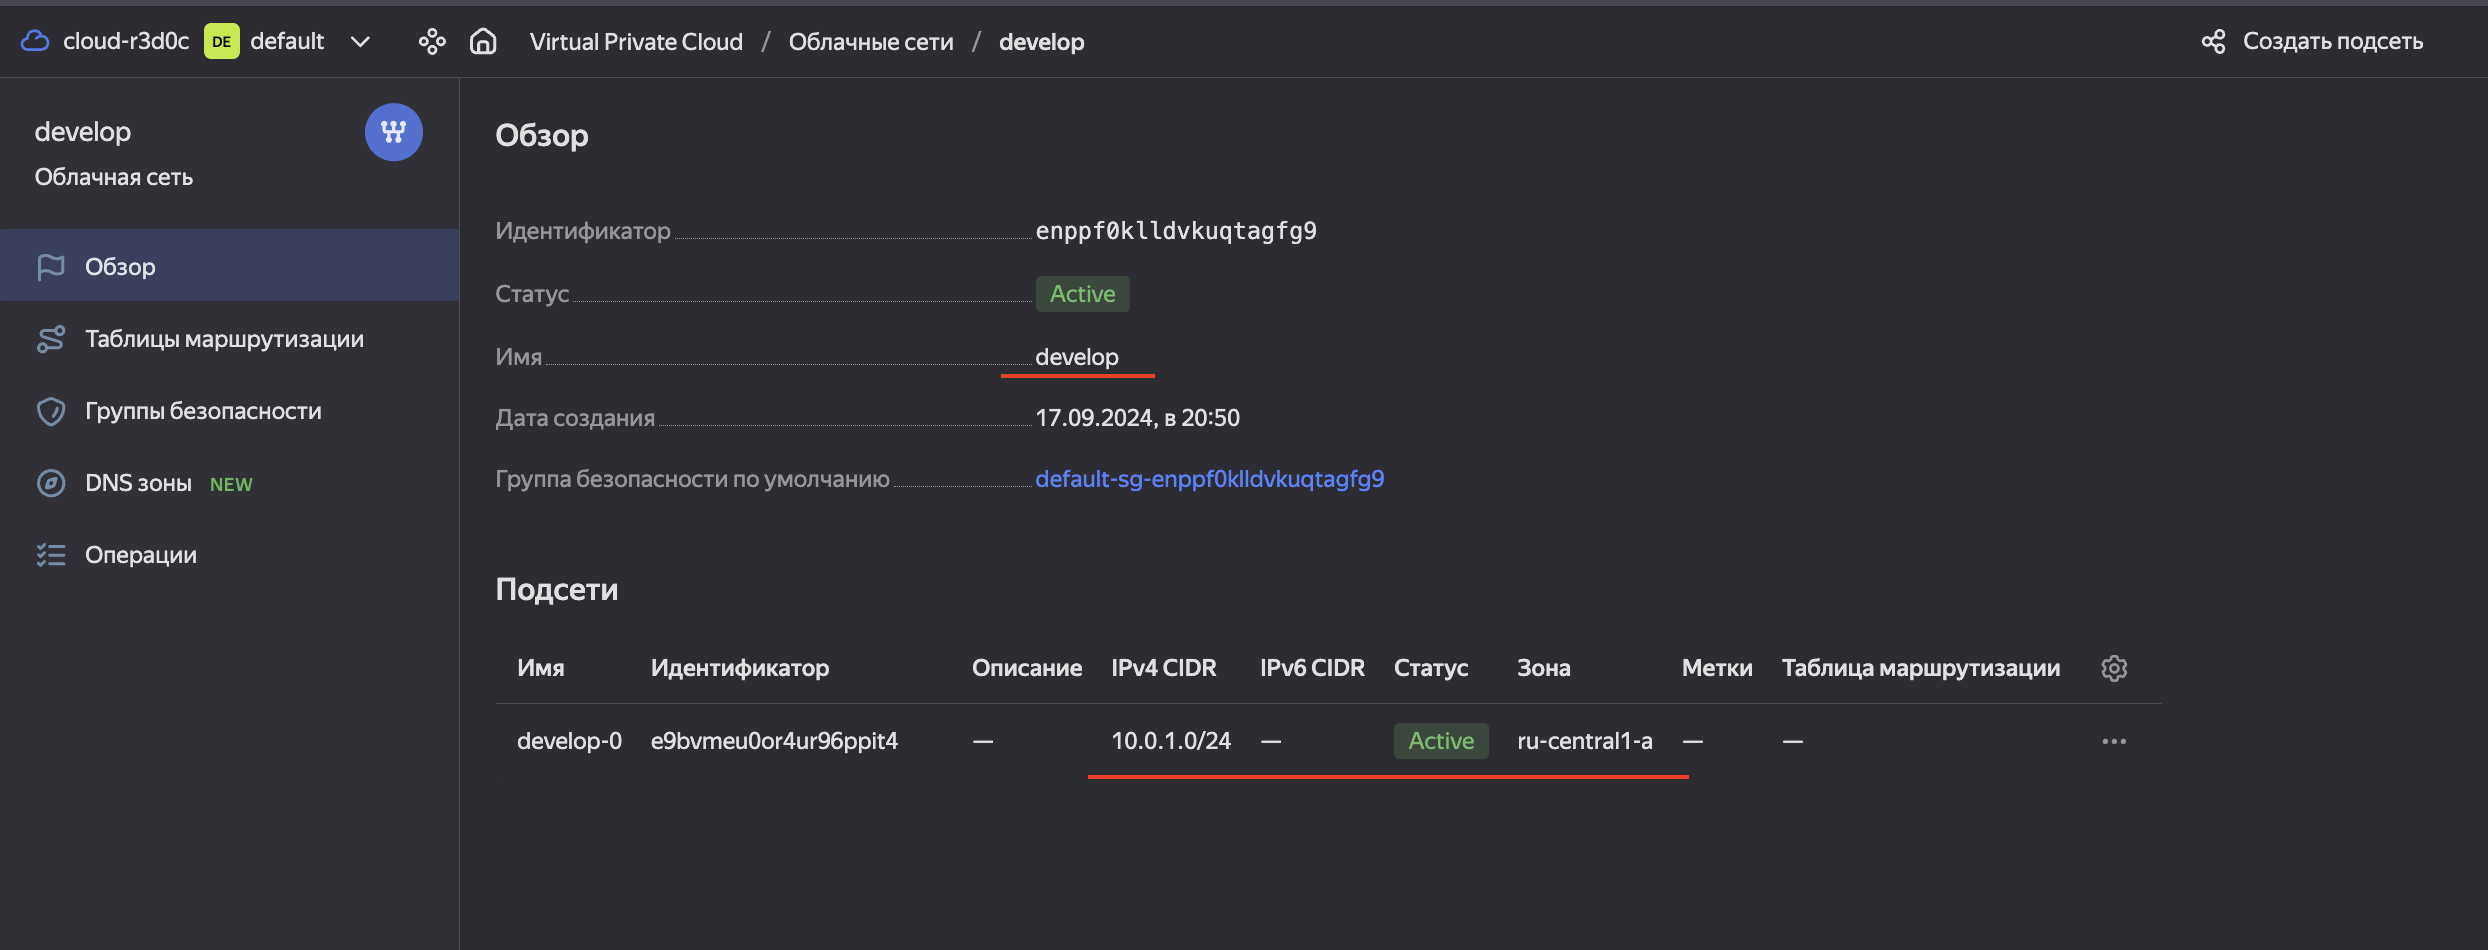 cloud-r3d0c DE default Virtual Private Cloud / Облачные сети / develop Создать подсеть
develop
Облачная сеть
Обзор
Таблицы маршрутизации
Группы безопасности
DNS зоны NEW
Операции
Обзор
Идентификатор enppf0klldvkuqtagfg9
Статус Active
Имя develop
Дата создания 17.09.2024, в 20:50
Группа безопасности по умолчанию default-sg-enppf0klldvkuqtagfg9
Подсети
Имя Идентификатор Описание IPv4 CIDR IPv6 CIDR Статус Зона Метки Таблица маршрутизации
develop-0 e9bvmeu0or4ur96ppit4 — 10.0.1.0/24 — Active ru-central1-a — —